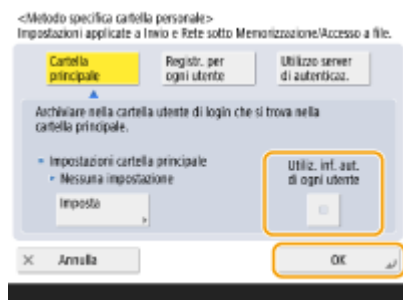 <Metodo specifica cartella personale>
Impostazioni applicate a Invio e Rete sotto Memorizzazione/Accesso a file.
Cartella
principale
Registr. per
ogni utente
Utilizzo server
di autenticaz.
Archiviare nella cartella utente di login che si trova nella
cartella principale.
Impostazioni cartella principale
Nessuna impostazione
Imposta
Utiliz. inf. aut.
di ogni utente
Annulla
OK